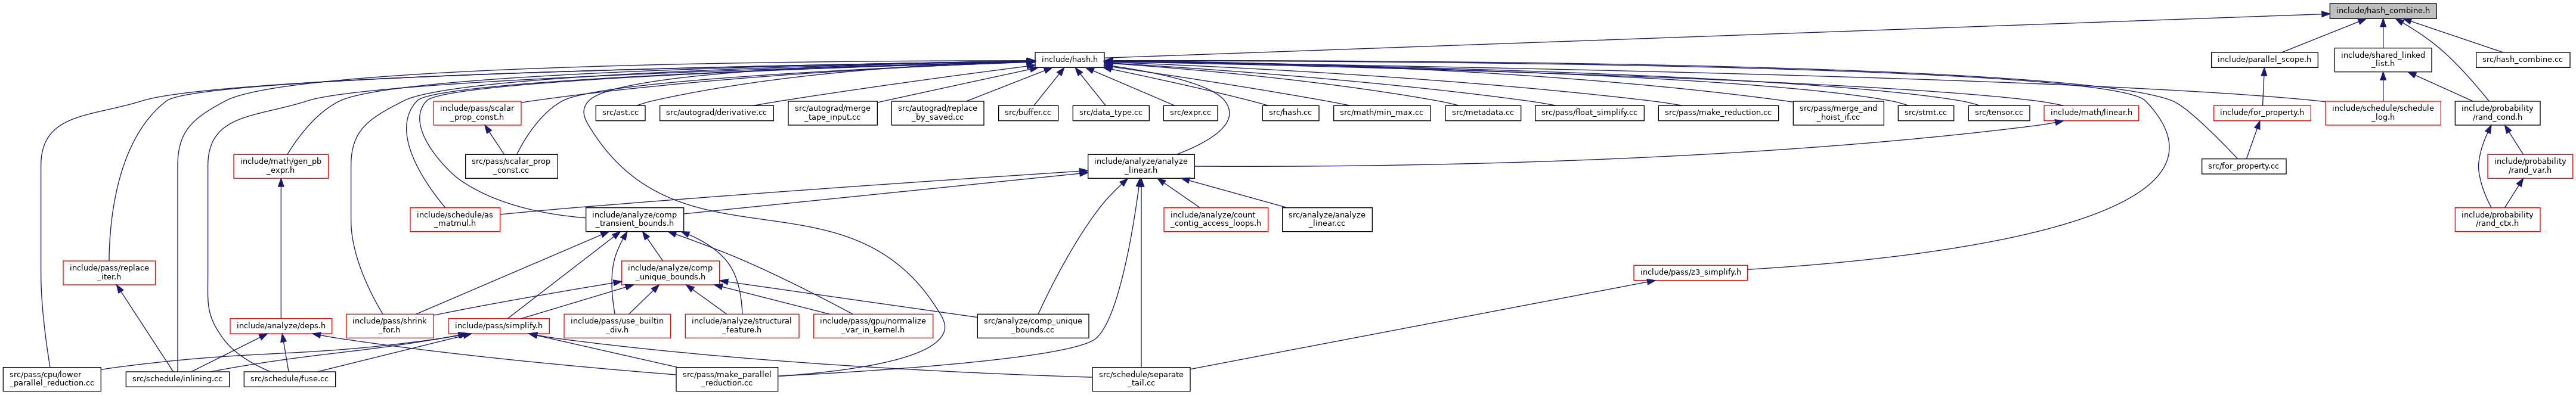 include/hash_combine.h
include/hash.h
include/parallel_scope.h
include/shared_linked
_list.h
src/hash_combine.cc
include/pass/scalar
_prop_const.h
src/ast.cc
src/autograd/derivative.cc
src/autograd/merge
_tape_input.cc
src/autograd/replace
_by_saved.cc
src/buffer.cc
src/data_type.cc
src/expr.cc
src/hash.cc
src/math/min_max.cc
src/metadata.cc
src/pass/float_simplify.cc
src/pass/make_reduction.cc
src/pass/merge_and
_hoist_if.cc
src/stmt.cc
src/tensor.cc
include/math/linear.h
include/for_property.h
include/schedule/schedule
_log.h
include/probability
/rand_cond.h
include/math/gen_pb
_expr.h
src/pass/scalar_prop
_const.cc
include/analyze/analyze
_linear.h
src/for_property.cc
include/probability
/rand_var.h
include/schedule/as
_matmul.h
include/analyze/comp
_transient_bounds.h
include/analyze/count
_contig_access_loops.h
src/analyze/analyze
_linear.cc
include/probability
/rand_ctx.h
include/pass/replace
_iter.h
include/analyze/comp
_unique_bounds.h
include/pass/z3_simplify.h
include/analyze/deps.h
include/pass/shrink
_for.h
include/pass/simplify.h
include/pass/use_builtin
_div.h
include/analyze/structural
_feature.h
include/pass/gpu/normalize
_var_in_kernel.h
src/analyze/comp_unique
_bounds.cc
src/pass/cpu/lower
_parallel_reduction.cc
src/schedule/inlining.cc
src/schedule/fuse.cc
src/pass/make_parallel
_reduction.cc
src/schedule/separate
_tail.cc